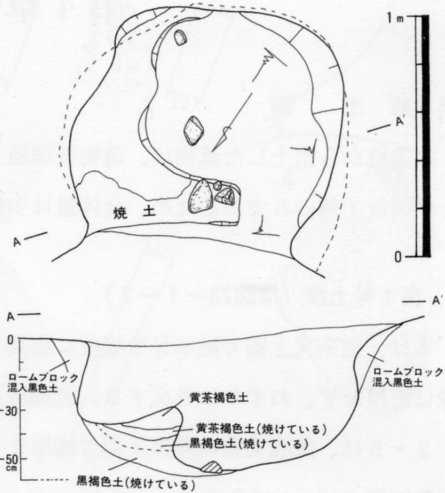 1 m
A'
焼 土
A
0
A
A'
0
ロームブロック
混入黒色土
ロームブロック
混入黒色土
黄茶褐色土
30
黄茶褐色土(焼けている)
黒褐色土(焼けている)
50
cm
黒褐色土(焼けている)